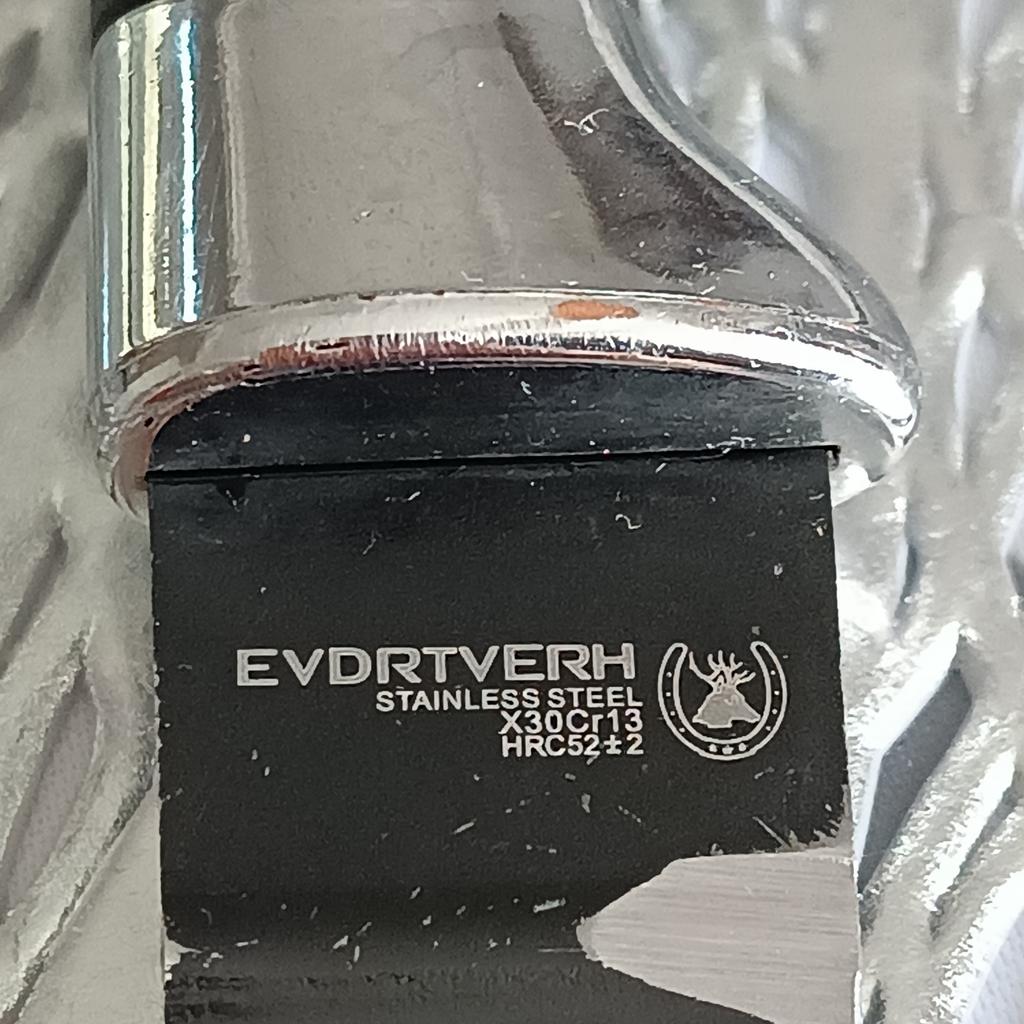 EVDRTVERH
STAINLESS STEEL
X30Cr13
HRC52±2